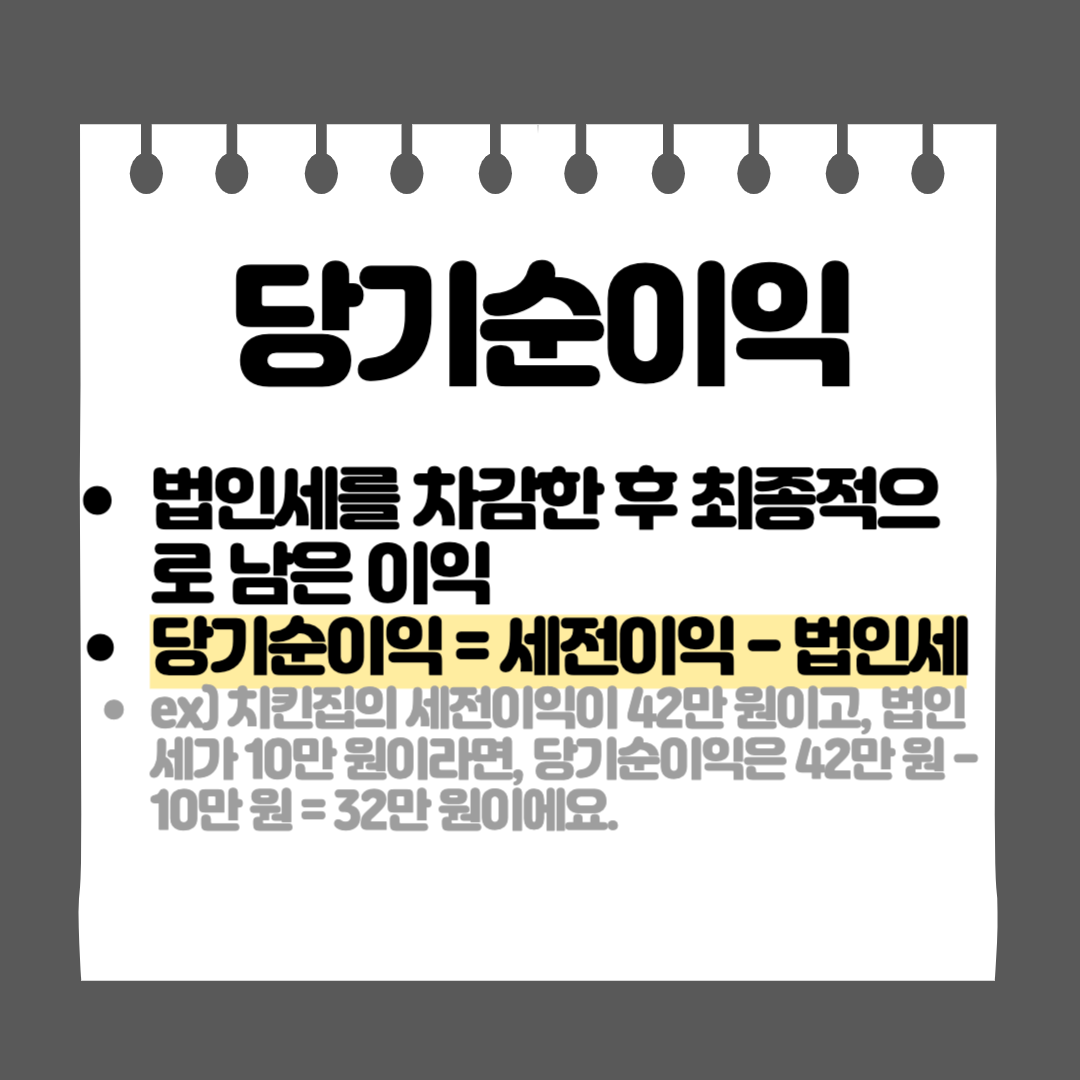 당기순이익
• 법인세를 차감한 후 최종적으
로 남은 이익
• 당기순이익 = 세전이익 - 법인세
• ex) 치킨집의 세전이익이 42만 원이고, 법인
세가 10만 원이라면, 당기순이익은 42만 원 -
10만 원 = 32만 원이에요.